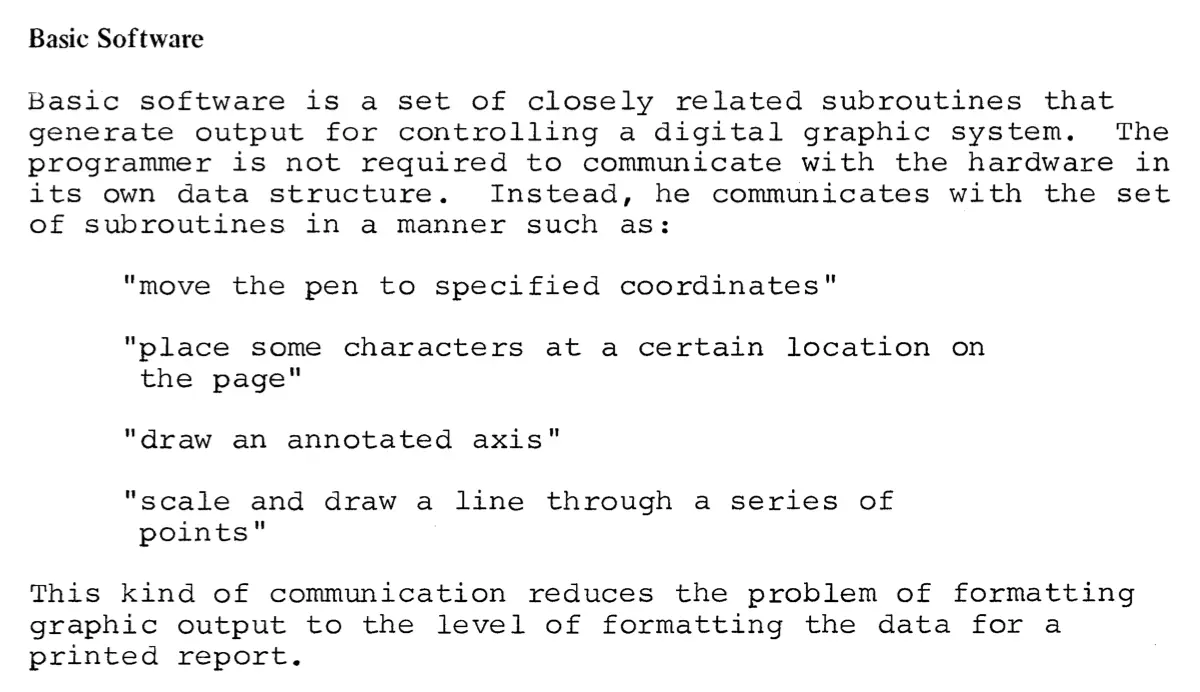 Basic Software
Basic software is a set of closely related subroutines that
generate output for controlling a digital graphic system.  The
programmer is not required to communicate with the hardware in
its own data structure.  Instead, he communicates with the set
of subroutines in a manner such as:
"move the pen to specified coordinates"
"place some characters at a certain location on
the page"
"draw an annotated axis"
"scale and draw a line through a series of
points"
This kind of communication reduces the problem of formatting
graphic output to the level of formatting the data for a
printed report.